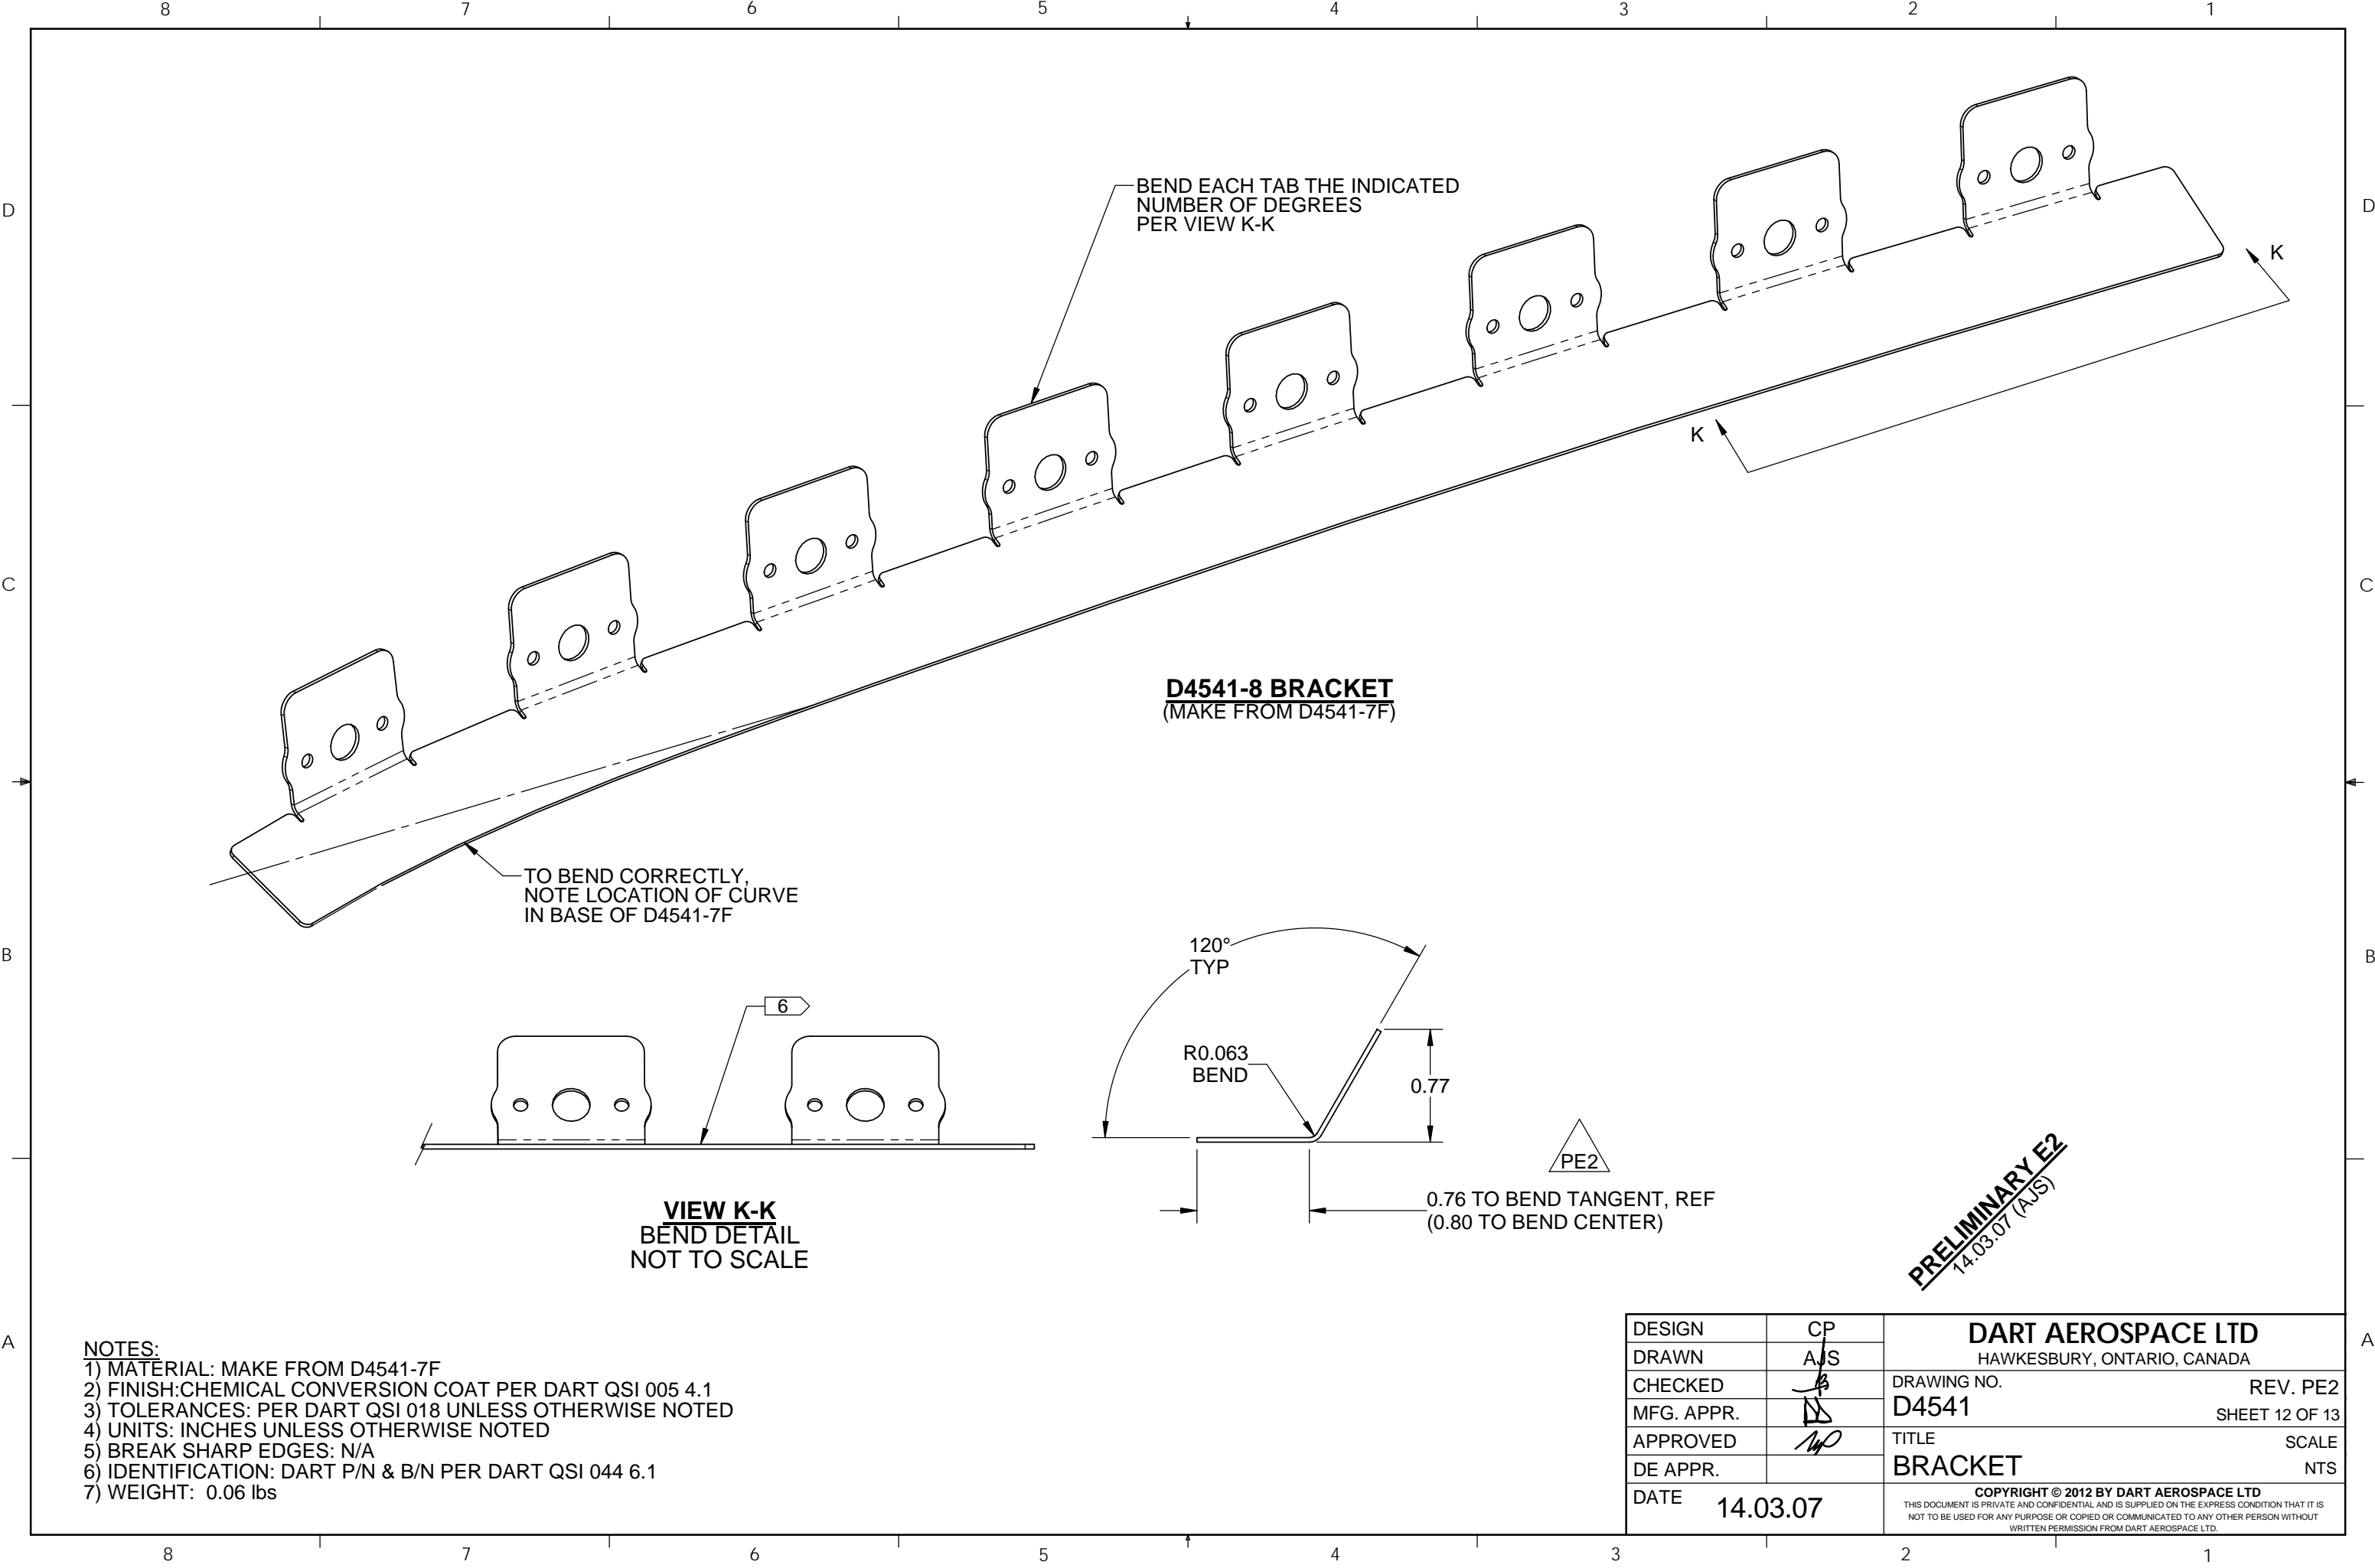 8 7 6 5 4 3 2 1
D
D
C
C
B
B
A
A
BEND EACH TAB THE INDICATED
NUMBER OF DEGREES
PER VIEW K-K
K
K
D4541-8 BRACKET
(MAKE FROM D4541-7F)
TO BEND CORRECTLY,
NOTE LOCATION OF CURVE
IN BASE OF D4541-7F
6
VIEW K-K
BEND DETAIL
NOT TO SCALE
120°
TYP
R0.063
BEND
0.77
PE2
0.76 TO BEND TANGENT, REF
(0.80 TO BEND CENTER)
PRELIMINARY E2
14.03.07 (AJS)
NOTES:
1) MATERIAL: MAKE FROM D4541-7F
2) FINISH:CHEMICAL CONVERSION COAT PER DART QSI 005 4.1
3) TOLERANCES: PER DART QSI 018 UNLESS OTHERWISE NOTED
4) UNITS: INCHES UNLESS OTHERWISE NOTED
5) BREAK SHARP EDGES: N/A
6) IDENTIFICATION: DART P/N & B/N PER DART QSI 044 6.1
7) WEIGHT: 0.06 lbs
DESIGN CP
DRAWN AJS
CHECKED
MFG. APPR.
APPROVED
DE APPR.
DATE 14.03.07
DART AEROSPACE LTD
HAWKESBURY, ONTARIO, CANADA
DRAWING NO. REV. PE2
D4541 SHEET 12 OF 13
TITLE SCALE
BRACKET NTS
COPYRIGHT © 2012 BY DART AEROSPACE LTD
THIS DOCUMENT IS PRIVATE AND CONFIDENTIAL AND IS SUPPLIED ON THE EXPRESS CONDITION THAT IT IS
NOT TO BE USED FOR ANY PURPOSE OR COPIED OR COMMUNICATED TO ANY OTHER PERSON WITHOUT
WRITTEN PERMISSION FROM DART AEROSPACE LTD.
8 7 6 5 4 3 2 1